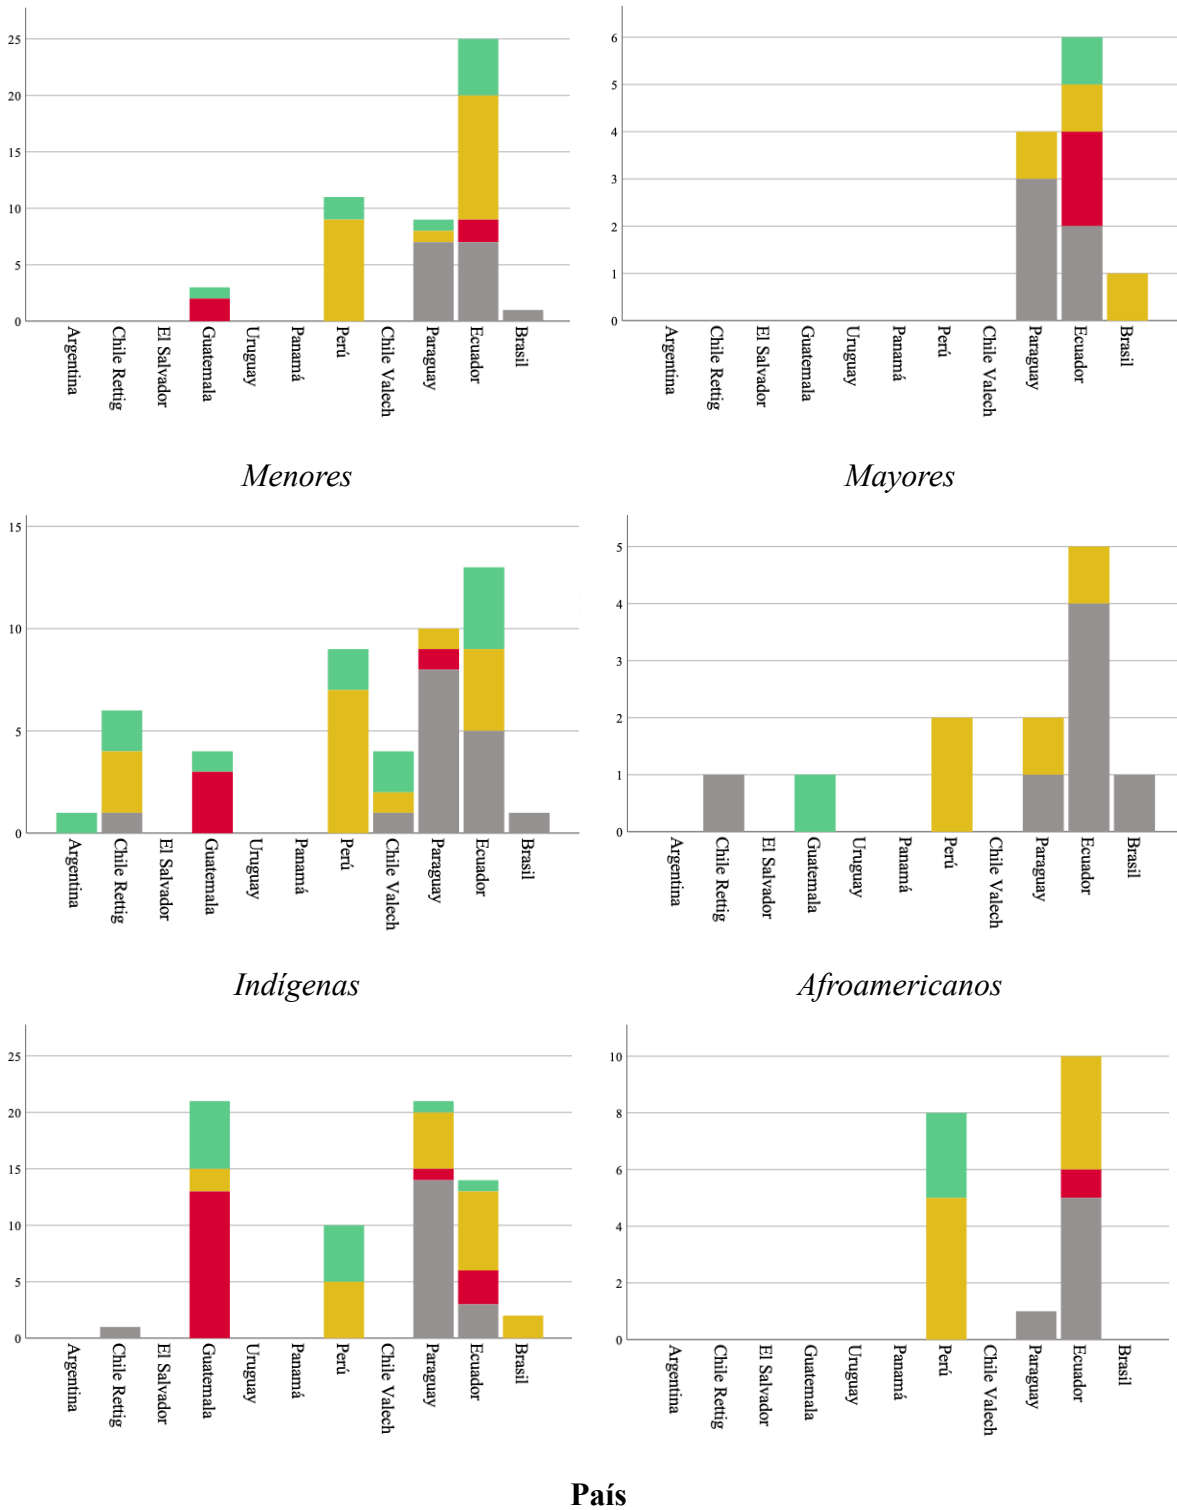 25
20
15
10
5
0
Argentina
Chile Rettig
El Salvador
Guatemala
Uruguay
Panamá
Perú
Chile Valech
Paraguay
Ecuador
Brasil
6
5
4
3
2
1
0
Argentina
Chile Rettig
El Salvador
Guatemala
Uruguay
Panamá
Perú
Chile Valech
Paraguay
Ecuador
Brasil
Menores
Mayores
15
10
5
0
Argentina
Chile Rettig
El Salvador
Guatemala
Uruguay
Panamá
Perú
Chile Valech
Paraguay
Ecuador
Brasil
5
4
3
2
1
0
Argentina
Chile Rettig
El Salvador
Guatemala
Uruguay
Panamá
Perú
Chile Valech
Paraguay
Ecuador
Brasil
Indígenas
Afroamericanos
25
20
15
10
5
0
Argentina
Chile Rettig
El Salvador
Guatemala
Uruguay
Panamá
Perú
Chile Valech
Paraguay
Ecuador
Brasil
10
8
6
4
2
0
Argentina
Chile Rettig
El Salvador
Guatemala
Uruguay
Panamá
Perú
Chile Valech
Paraguay
Ecuador
Brasil
País